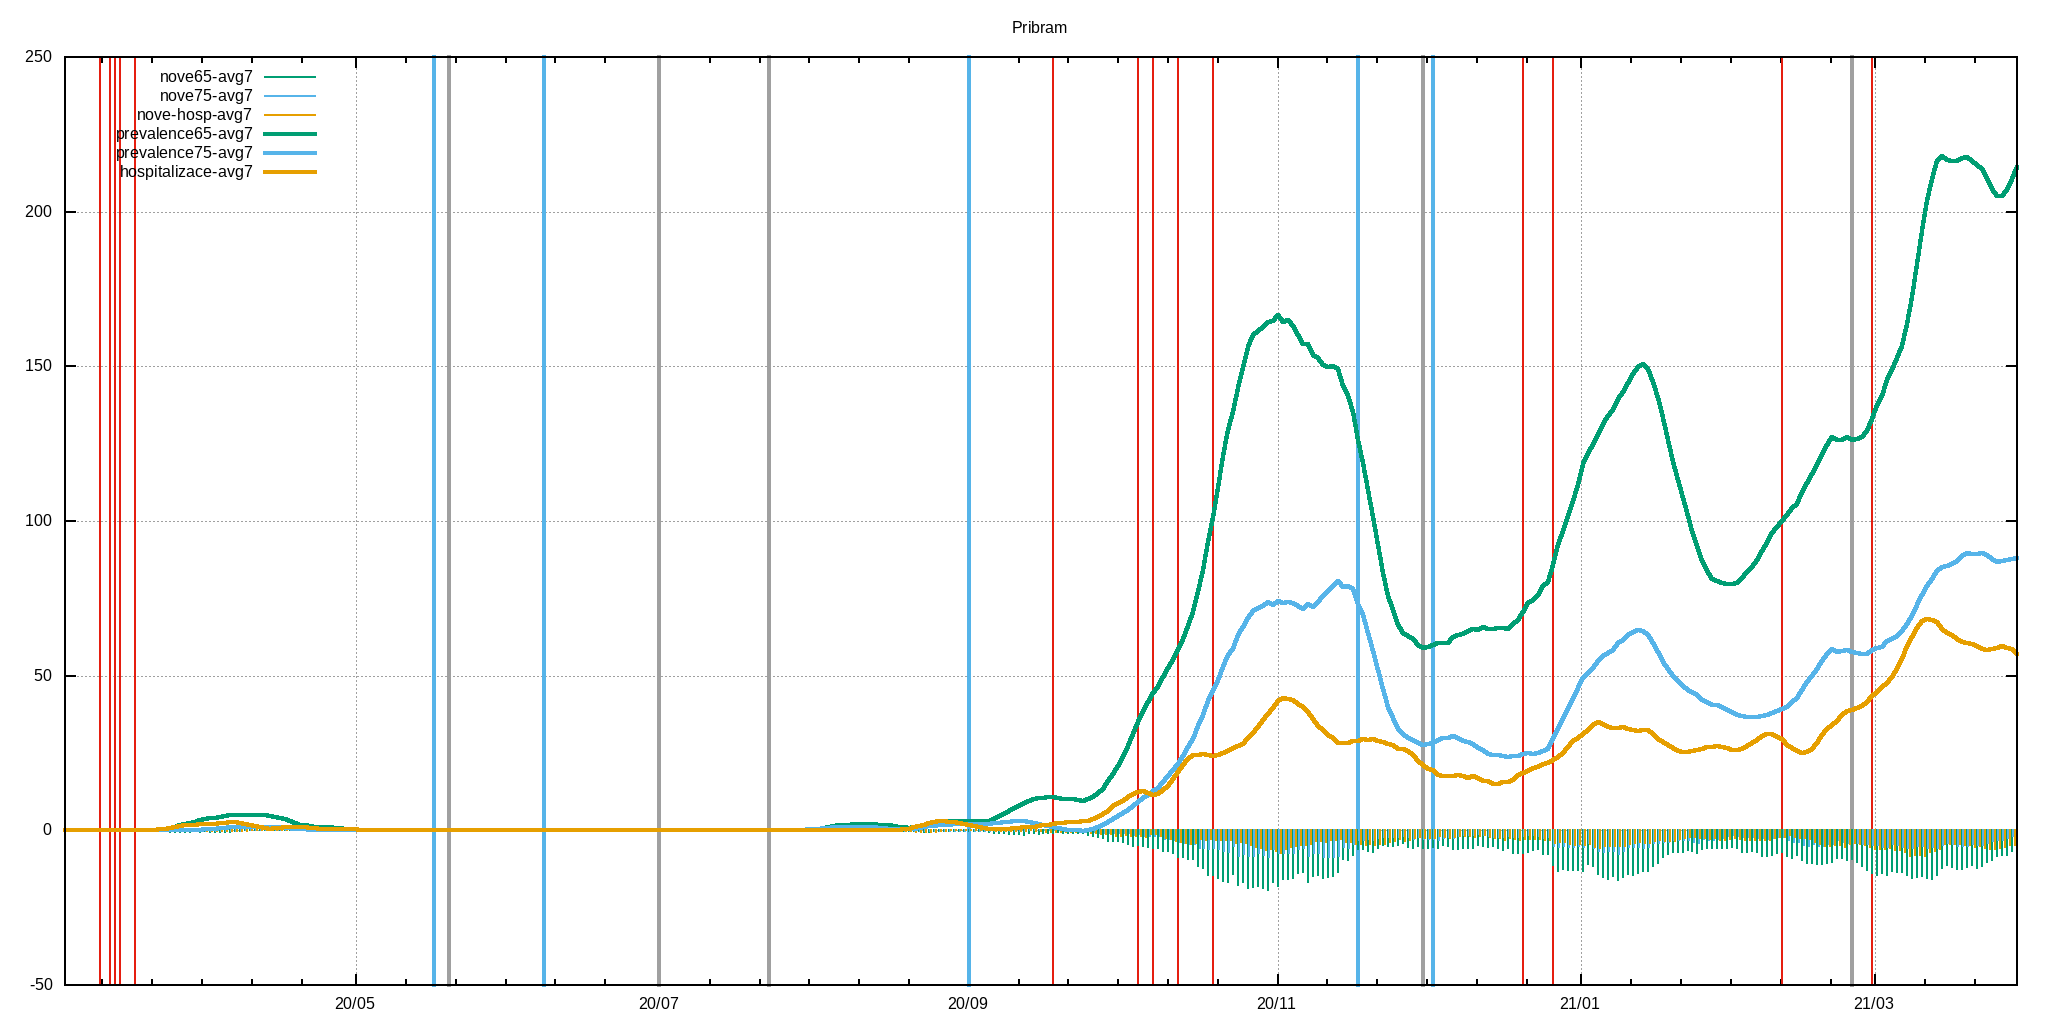 Pribram
250
200
150
100
50
0
-50
nove65-avg7
nove75-avg7
nove-hosp-avg7
prevalence65-avg7
prevalence75-avg7
hospitalizace-avg7
20/05
20/07
20/09
20/11
21/01
21/03